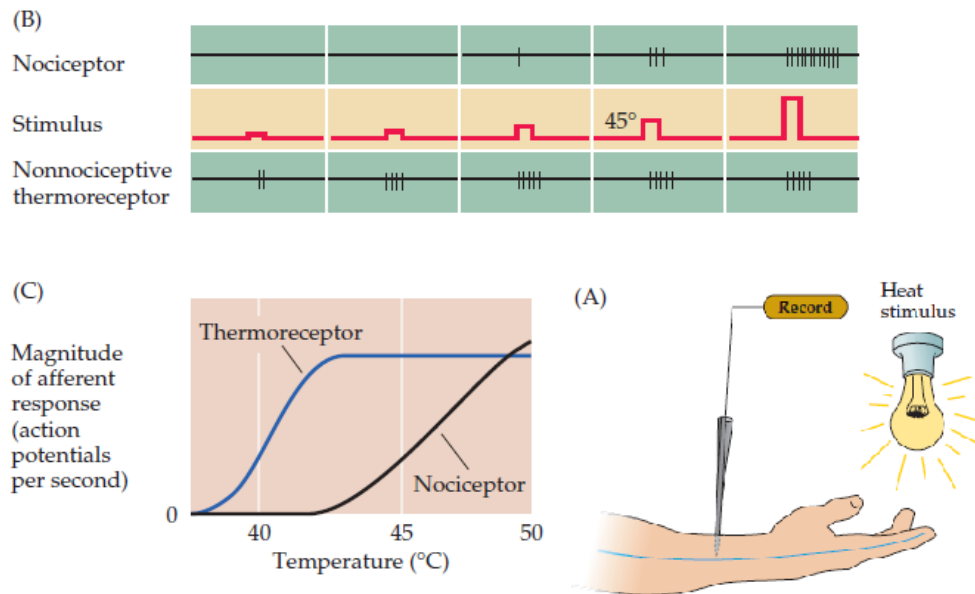 (B)
Nociceptor
Stimulus
45°
Nonnociceptive
thermoreceptor
(C)
Magnitude
of afferent
response
(action
potentials
per second)
Thermoreceptor
Nociceptor
0
40
45
50
Temperature (°C)
(A)
Record
Heat
stimulus